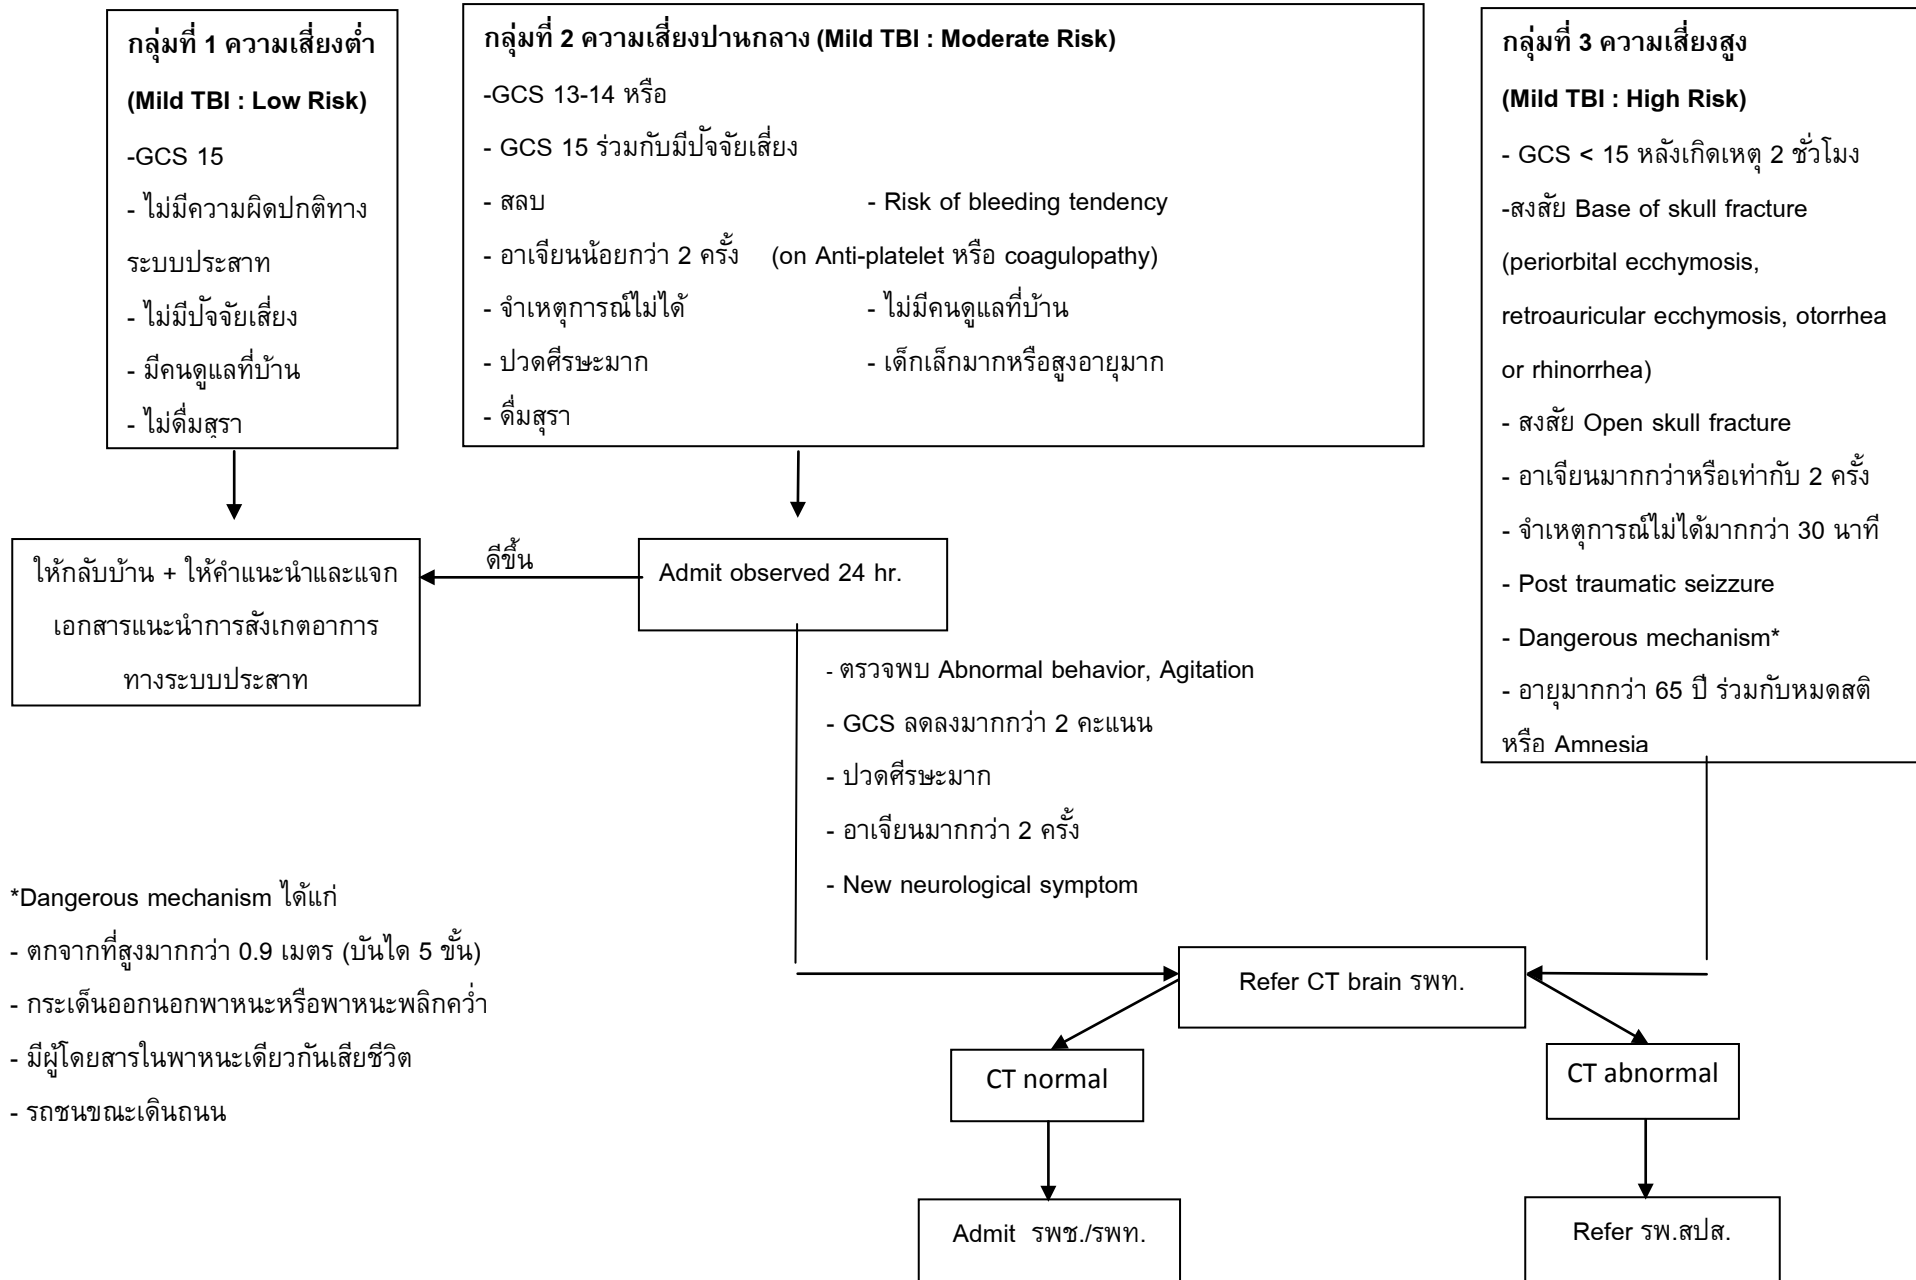 กลุ่มที่ 1 ความเสี่ยงต่ำ
(Mild TBI : Low Risk)
-GCS 15
- ไม่มีความผิดปกติทาง
ระบบประสาท
- ไม่มีปัจจัยเสี่ยง
- มีคนดูแลที่บ้าน
- ไม่ดื่มสุรา
กลุ่มที่ 2 ความเสี่ยงปานกลาง (Mild TBI : Moderate Risk)
-GCS 13-14 หรือ
- GCS 15 ร่วมกับมีปัจจัยเสี่ยง
- สลบ - Risk of bleeding tendency
- อาเจียนน้อยกว่า 2 ครั้ง (on Anti-platelet หรือ coagulopathy)
- จำเหตุการณ์ไม่ได้ - ไม่มีคนดูแลที่บ้าน
- ปวดศีรษะมาก - เด็กเล็กมากหรือสูงอายุมาก
- ดื่มสุรา
กลุ่มที่ 3 ความเสี่ยงสูง
(Mild TBI : High Risk)
- GCS < 15 หลังเกิดเหตุ 2 ชั่วโมง
-สงสัย Base of skull fracture
(periorbital ecchymosis,
retroauricular ecchymosis, otorrhea
or rhinorrhea)
- สงสัย Open skull fracture
- อาเจียนมากกว่าหรือเท่ากับ 2 ครั้ง
- จำเหตุการณ์ไม่ได้มากกว่า 30 นาที
- Post traumatic seizzure
- Dangerous mechanism*
- อายุมากกว่า 65 ปี ร่วมกับหมดสติ
หรือ Amnesia
ให้กลับบ้าน + ให้คำแนะนำและแจก
เอกสารแนะนำการสังเกตอาการ
ทางระบบประสาท
ดีขึ้น
Admit observed 24 hr.
- ตรวจพบ Abnormal behavior, Agitation
- GCS ลดลงมากกว่า 2 คะแนน
- ปวดศีรษะมาก
- อาเจียนมากกว่า 2 ครั้ง
- New neurological symptom
*Dangerous mechanism ได้แก่
- ตกจากที่สูงมากกว่า 0.9 เมตร (บันได 5 ขั้น)
- กระเด็นออกนอกพาหนะหรือพาหนะพลิกคว่ำ
- มีผู้โดยสารในพาหนะเดียวกันเสียชีวิต
- รถชนขณะเดินถนน
Refer CT brain รพท.
CT normal
CT abnormal
Admit รพช./รพท.
Refer รพ.สปส.